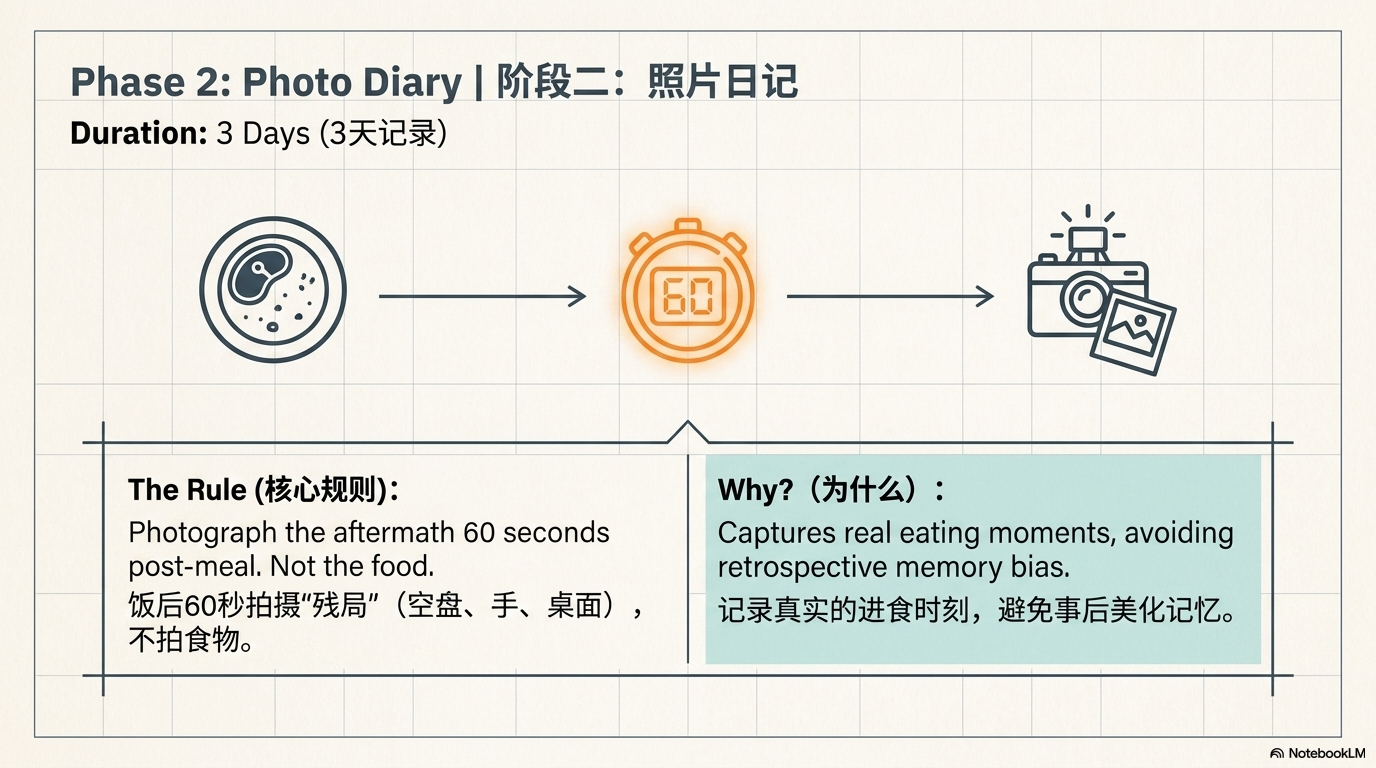 Phase 2: Photo Diary | 阶段二：照片日记
Duration: 3 Days (3天记录)
60
The Rule (核心规则)：
Photograph the aftermath 60 seconds
post-meal. Not the food.
饭后60秒拍摄“残局”（空盘、手、桌面），
不拍食物。
Why?（为什么）：
Captures real eating moments, avoiding
retrospective memory bias.
记录真实的进食时刻，避免事后美化记忆。
NotebookLM